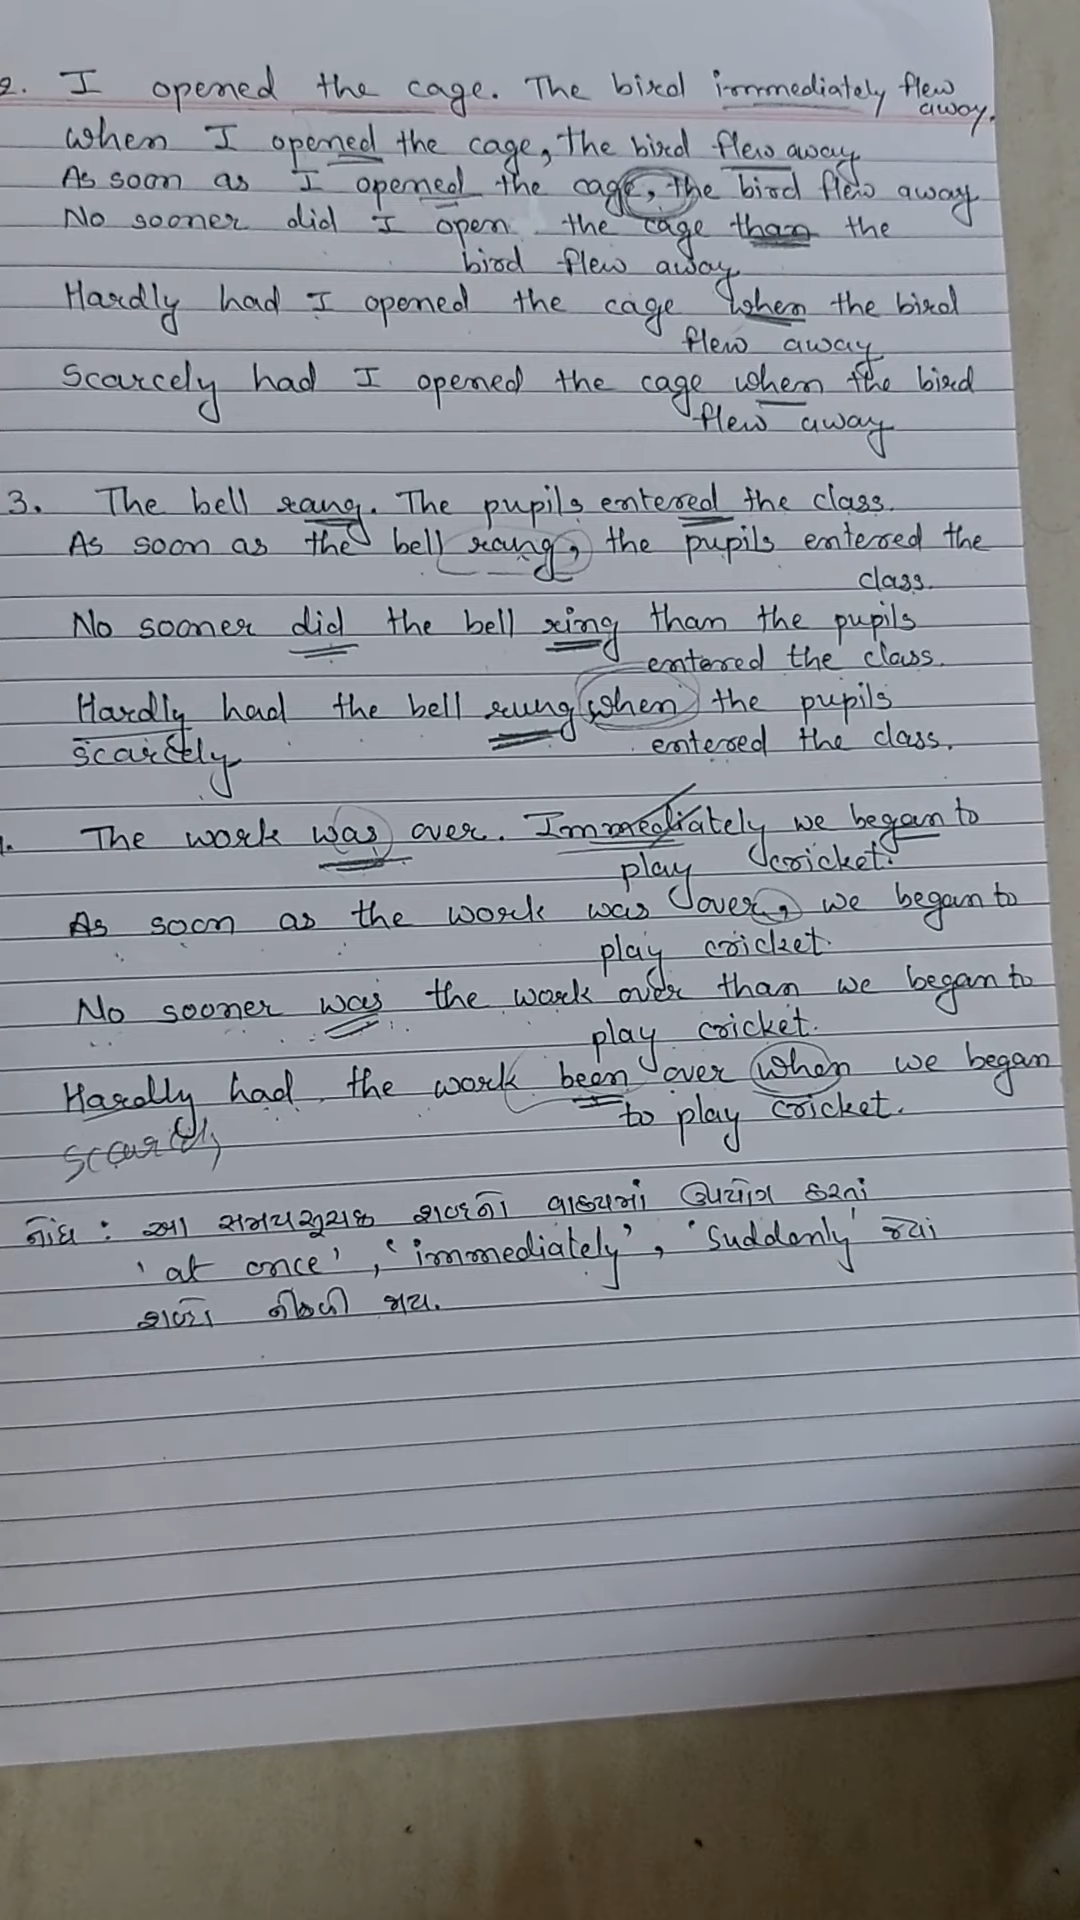 2. I opened the cage. The bird immediately flew
away.
When I opened the cage, the bird flew away
As soon as I opened the cage, the bird flew away
No sooner did I open the cage than the
bird flew away
Hardly had I opened the cage when the bird
flew away
Scarcely had I opened the cage when the bird
flew away
3. The bell rang. The pupils entered the class.
As soon as the bell rang, the pupils entered the
class.
No sooner did the bell ring than the pupils
entered the class.
Hardly had the bell rung when the pupils
Scarcely entered the class.
The work was over. Immediately we began to
play cricket.
As soon as the work was over, we began to
play cricket.
No sooner was the work over than we began to
play cricket.
Hardly had the work been over when we began
to play cricket.
નોંધ : આ સમયસૂચક શબ્દનો વાક્યમાં ઉપયોગ કરતાં
'at once', 'immediately', 'Suddenly' જેવાં
શબ્દો નીકળી જાય.